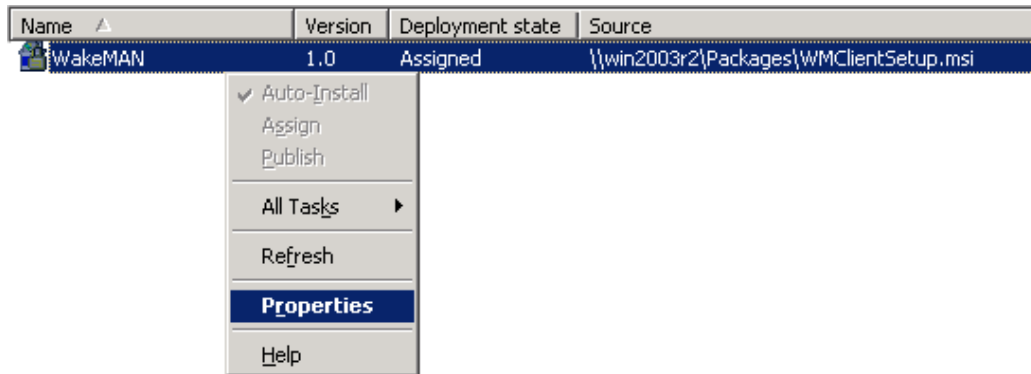 Name Version Deployment state Source
WakeMAN 1.0 Assigned \\win2003r2\Packages\WMClientSetup.msi
Auto-Install
Assign
Publish
All Tasks
Refresh
Properties
Help